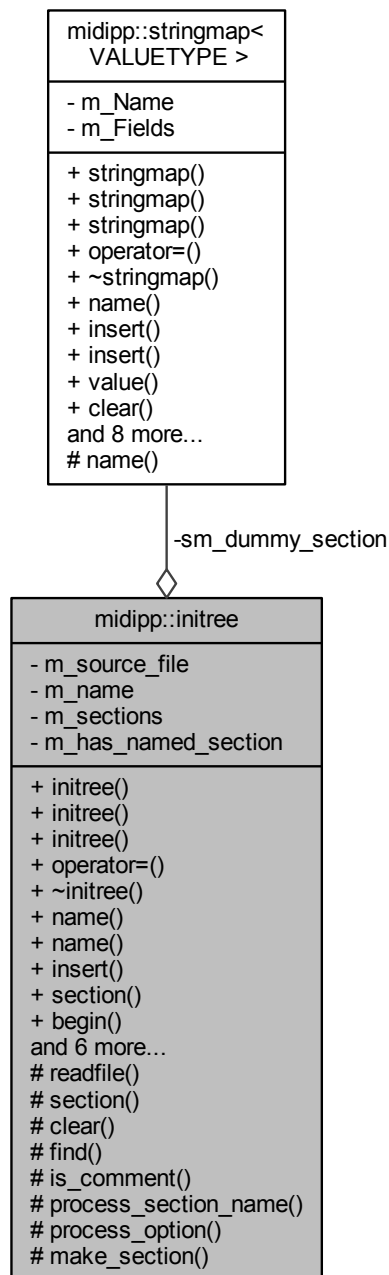 midipp::stringmap<
VALUETYPE >
- m_Name
- m_Fields
+ stringmap()
+ stringmap()
+ stringmap()
+ operator=()
+ ~stringmap()
+ name()
+ insert()
+ insert()
+ value()
+ clear()
and 8 more...
# name()
-sm_dummy_section
midipp::initree
- m_source_file
- m_name
- m_sections
- m_has_named_section
+ initree()
+ initree()
+ initree()
+ operator=()
+ ~initree()
+ name()
+ name()
+ insert()
+ section()
+ begin()
and 6 more...
# readfile()
# section()
# clear()
# find()
# is_comment()
# process_section_name()
# process_option()
# make_section()